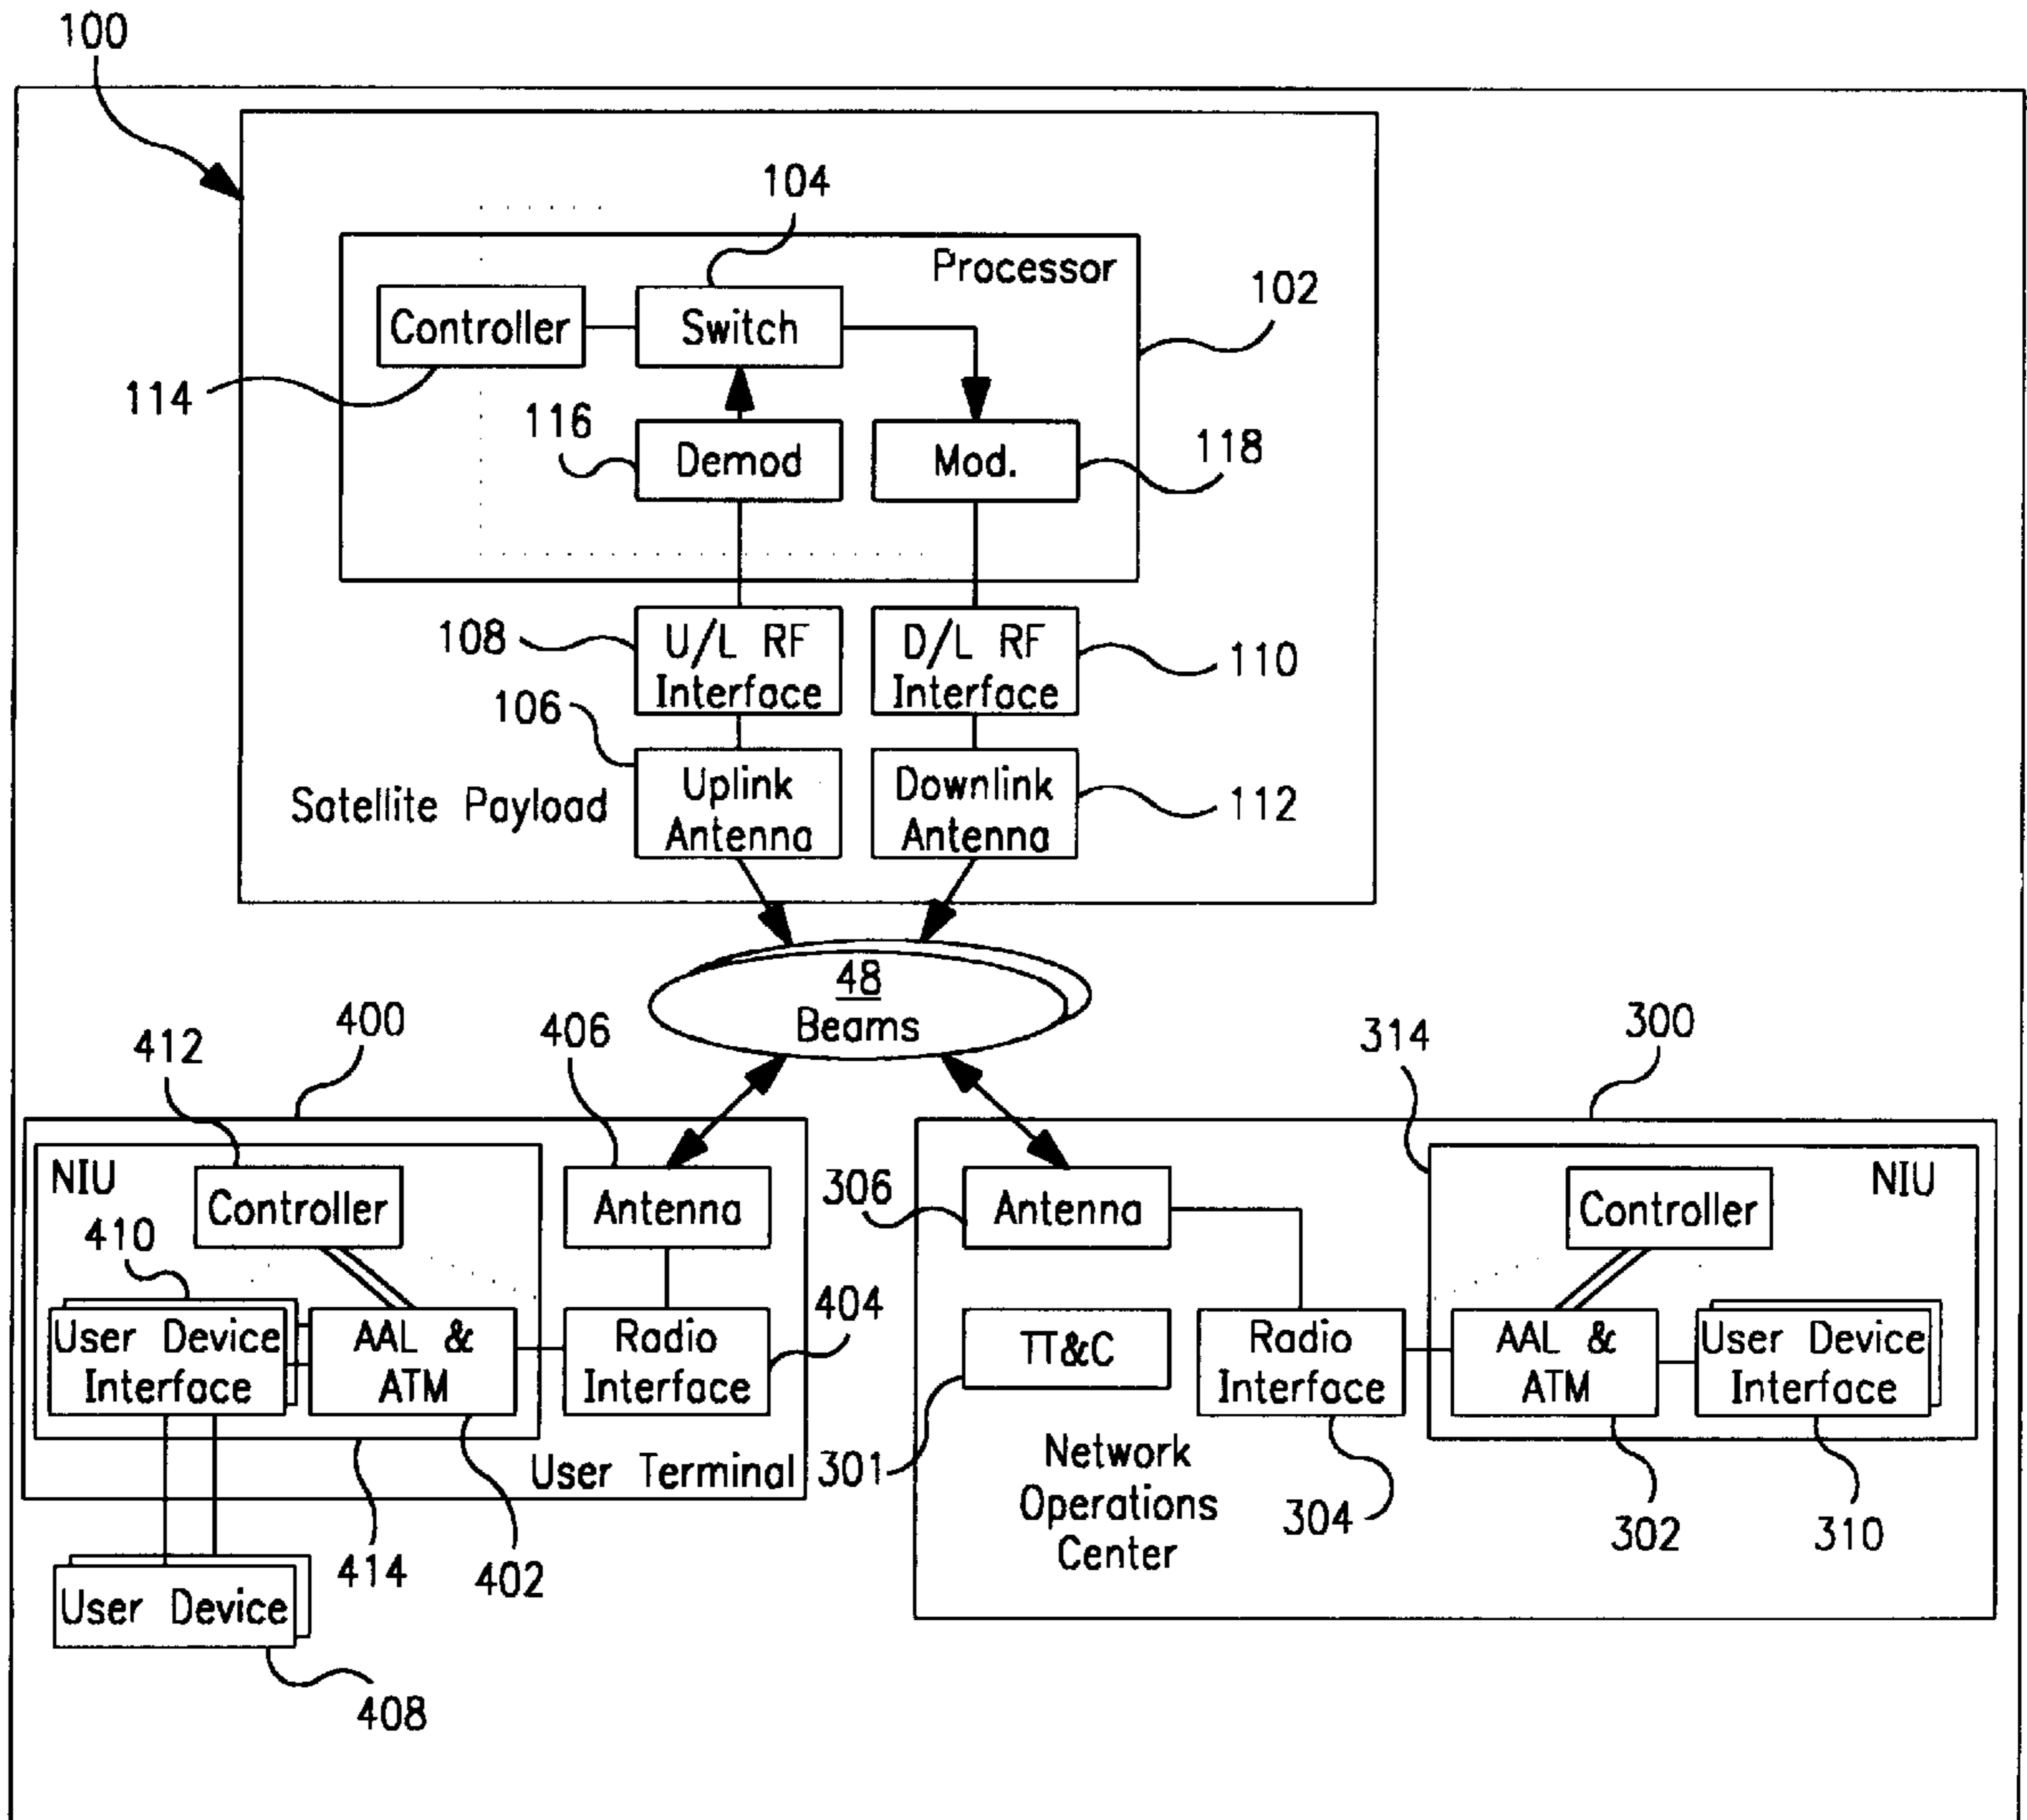 100
104
Processor
102
Controller
Switch
114
116
Demod
Mod.
118
108
U/L RF
Interface
D/L RF
Interface
110
106
Satellite Payload
Uplink
Antenna
Downlink
Antenna
112
48
Beams
412
400
406
314
300
NIU
Controller
Antenna
306
Antenna
NIU
Controller
410
User Device
Interface
AAL &
ATM
Radio
Interface
404
TT&C
Radio
Interface
AAL &
ATM
User Device
Interface
User Terminal
301
Network
Operations
Center
304
302
310
414
402
User Device
408